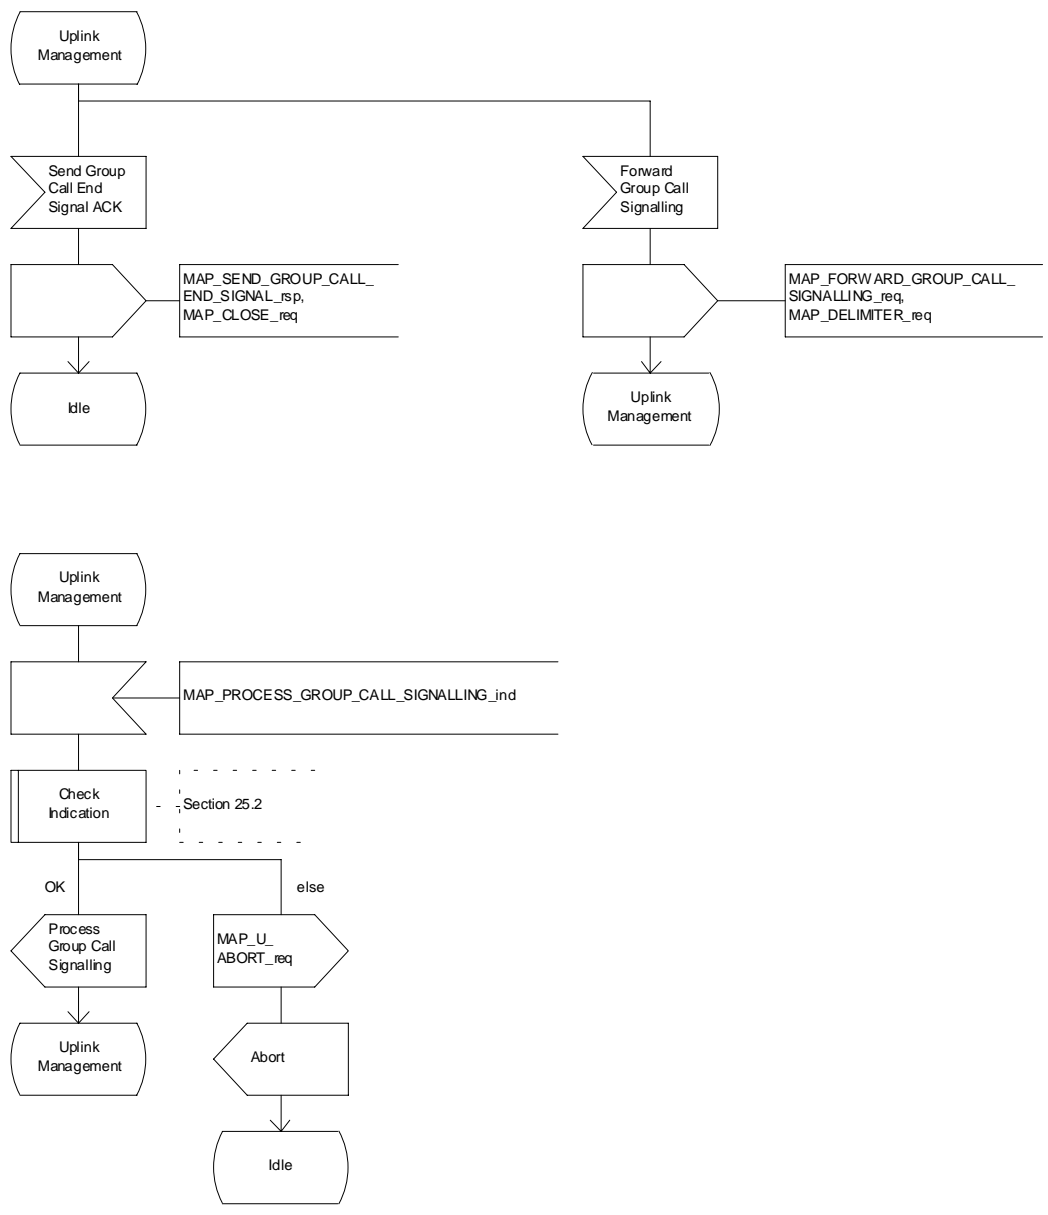 Uplink
Management
Send Group
Call End
Signal ACK
Forward
Group Call
Signalling
MAP_SEND_GROUP_CALL_
END_SIGNAL_rsp,
MAP_CLOSE_req
MAP_FORWARD_GROUP_CALL_
SIGNALLING_req,
MAP_DELIMITER_req
Idle
Uplink
Management
Uplink
Management
MAP_PROCESS_GROUP_CALL_SIGNALLING_ind
Check
Indication
Section 25.2
OK
else
Process
Group Call
Signalling
MAP_U_
ABORT_req
Uplink
Management
Abort
Idle